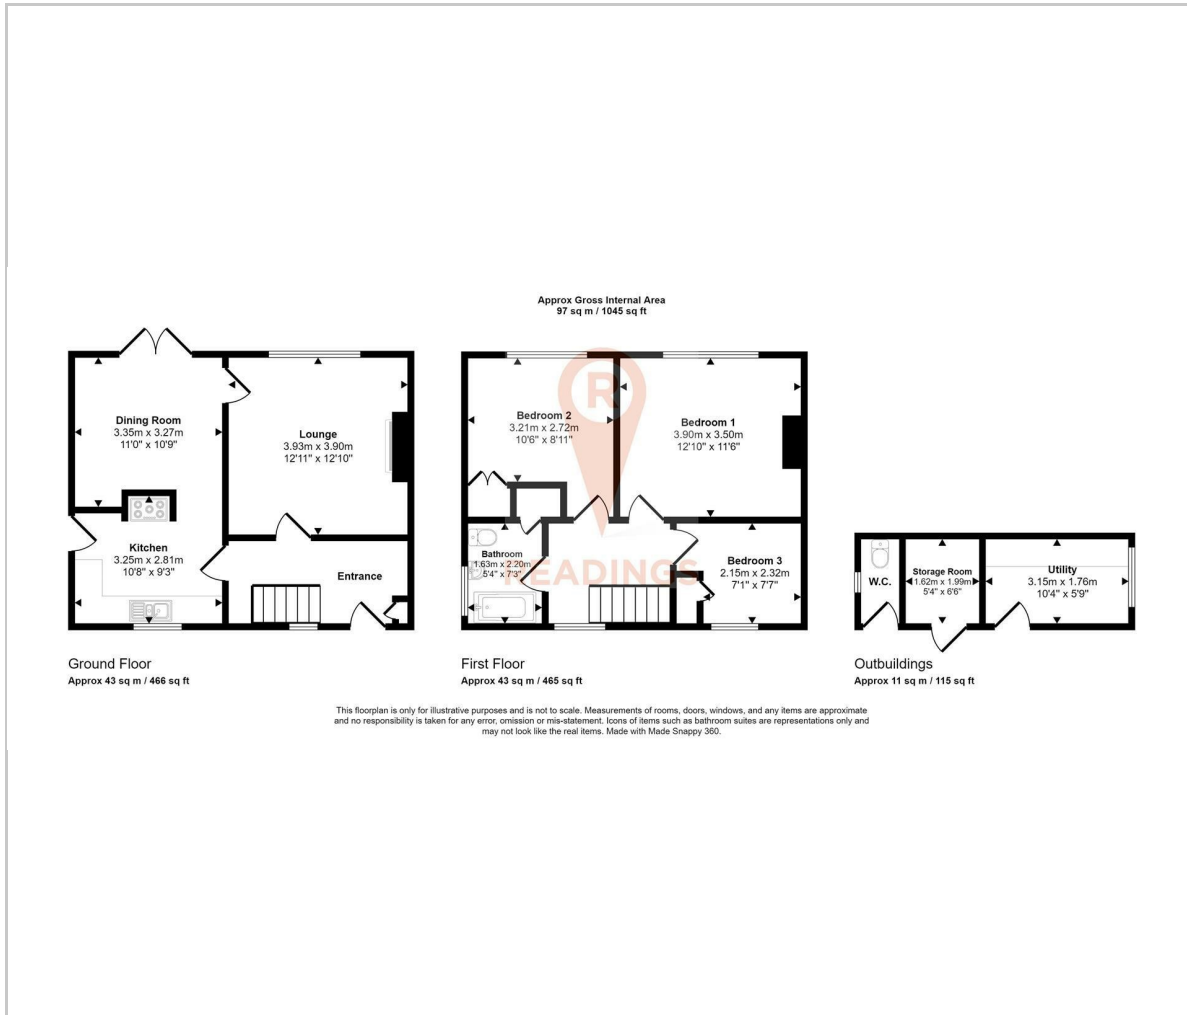 Approx Gross Internal Area
97 sq m / 1045 sq ft
Dining Room
3.35m x 3.27m
11'0" x 10'9"
Lounge
3.93m x 3.90m
12'11" x 12'10"
Kitchen
3.25m x 2.81m
10'8" x 9'3"
Entrance
Ground Floor
Approx 43 sq m / 466 sq ft
Bedroom 2
3.21m x 2.72m
10'6" x 8'11"
Bedroom 1
3.90m x 3.50m
12'10" x 11'6"
Bathroom
1.63m x 2.20m
5'4" x 7'3"
Bedroom 3
2.15m x 2.32m
7'1" x 7'7"
R
READINGS
First Floor
Approx 43 sq m / 465 sq ft
W.C.
Storage Room
1.62m x 1.99m
5'4" x 6'6"
Utility
3.15m x 1.76m
10'4" x 5'9"
Outbuildings
Approx 11 sq m / 115 sq ft
This floorplan is only for illustrative purposes and is not to scale. Measurements of rooms, doors, windows, and any items are approximate
and no responsibility is taken for any error, omission or mis-statement. Icons of items such as bathroom suites are representations only and
may not look like the real items. Made with Made Snappy 360.